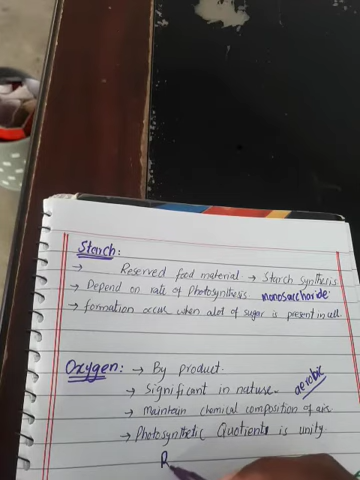 Starch:
→ Reserved food material → Starch synthesis
→ Depend on rate of Photosynthesis monosaccharide
→ formation occurs when alot of sugar is present in cell.
Oxygen: → By product.
→ Significant in nature. aerobic
→ Maintain chemical composition of air.
→ Photosynthetic Quotient is unity.
R